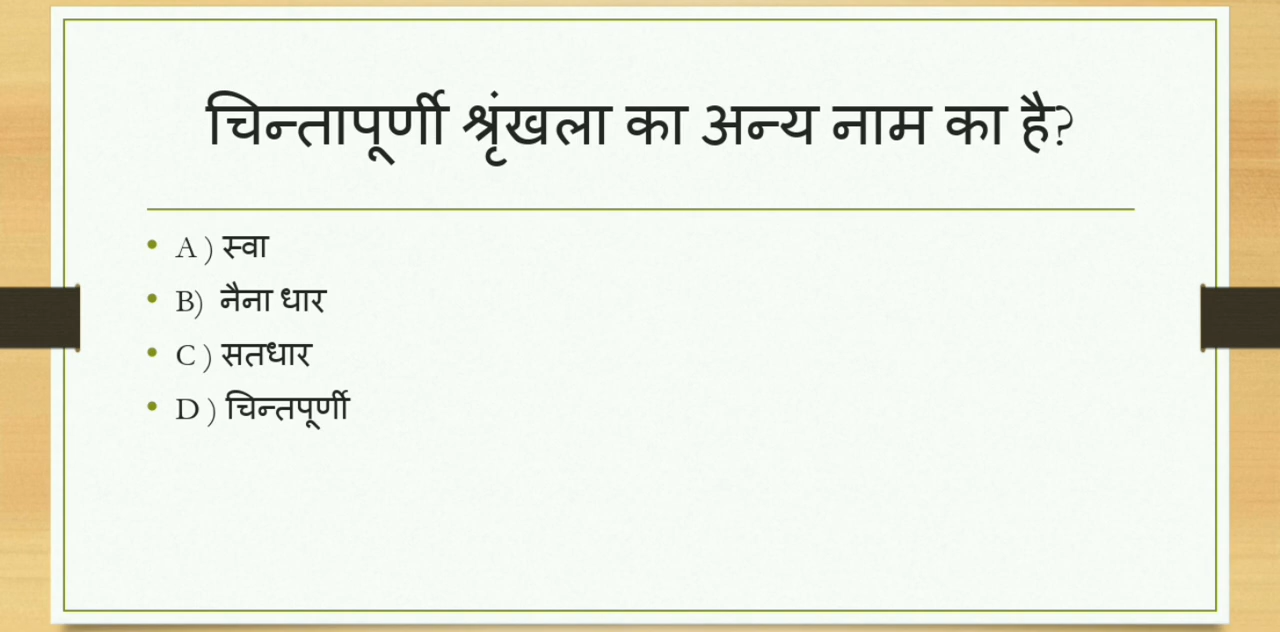 चिन्तापूर्णी श्रृंखला का अन्य नाम का है?
• A ) स्वा
• B) नैना धार
• C ) सतधार
• D ) चिन्तपूर्णी